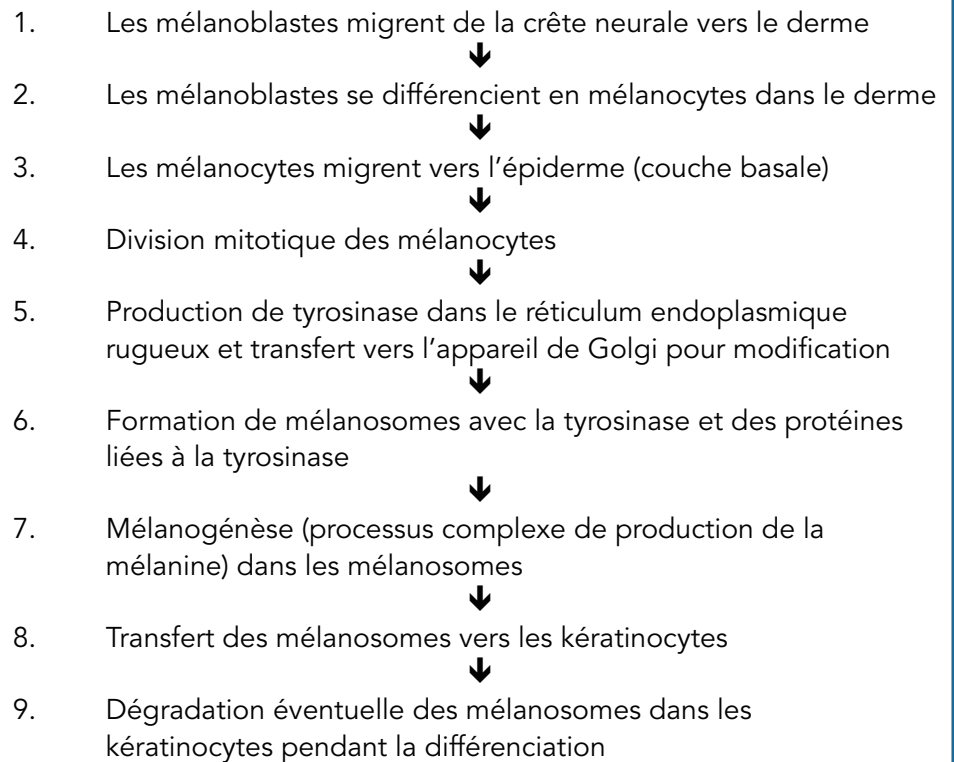 1. Les mélanoblastes migrent de la crête neurale vers le derme
2. Les mélanoblastes se différencient en mélanocytes dans le derme
3. Les mélanocytes migrent vers l’épiderme (couche basale)
4. Division mitotique des mélanocytes
5. Production de tyrosinase dans le réticulum endoplasmique
rugueux et transfert vers l’appareil de Golgi pour modification
6. Formation de mélanosomes avec la tyrosinase et des protéines
liées à la tyrosinase
7. Mélanogénèse (processus complexe de production de la
mélanine) dans les mélanosomes
8. Transfert des mélanosomes vers les kératinocytes
9. Dégradation éventuelle des mélanosomes dans les
kératinocytes pendant la différenciation